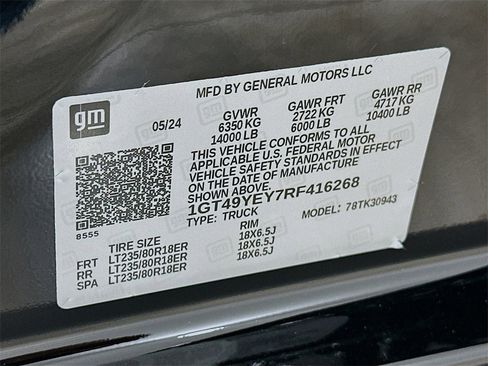 MFD BY GENERAL MOTORS LLC
gm
05/24
GVWR
6350 KG
14000 LB
GAWR FRT
2722 KG
6000 LB
GAWR RR
4717 KG
10400 LB
THIS VEHICLE CONFORMS TO ALL
APPLICABLE U.S. FEDERAL MOTOR
VEHICLE SAFETY STANDARDS IN EFFECT
ON THE DATE OF MANUFACTURE
SHOWN ABOVE.
1GT49YEY7RF416268
TYPE: TRUCK
MODEL: 78TK30943
8555
TIRE SIZE
RIM
FRT LT235/80R18ER 18X6.5J
RR LT235/80R18ER 18X6.5J
SPA LT235/80R18ER 18X6.5J